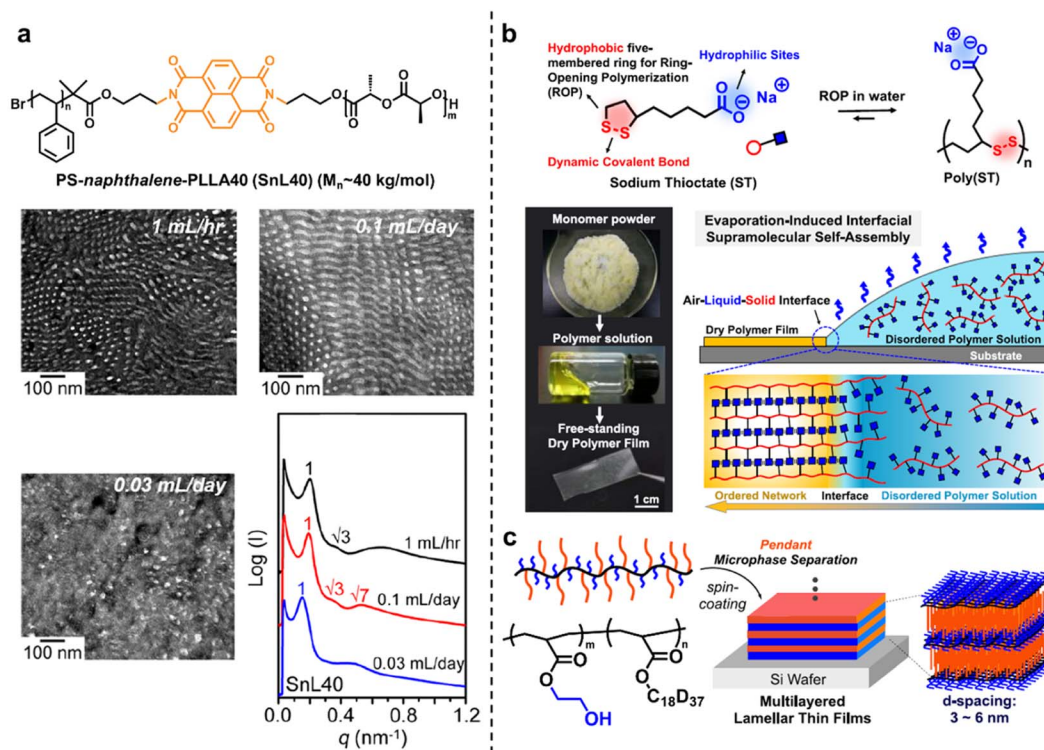 a
Br
n
O
O
O
O
N
N
O
O
O
O
O
O
H
m
PS-naphthalene-PLLA40 (SnL40) (Mn~40 kg/mol)
1 mL/hr
100 nm
0.1 mL/day
100 nm
0.03 mL/day
100 nm
Log (I)
1
√3
1 mL/hr
1
√3
√7
0.1 mL/day
1
0.03 mL/day
SnL40
0.0
0.4
0.8
1.2
q (nm⁻¹)
b
Hydrophobic five-
membered ring for Ring-
Opening Polymerization
(ROP)
Hydrophilic Sites
O
O
⊖
Na⊕
S
S
Dynamic Covalent Bond
Sodium Thioctate (ST)
ROP in water
Na⊕
⊖
O
O
S
S
n
Poly(ST)
Monomer powder
Polymer solution
Free-standing
Dry Polymer Film
1 cm
Evaporation-Induced Interfacial
Supramolecular Self-Assembly
Air-Liquid-Solid Interface
Dry Polymer Film
Disordered Polymer Solution
Substrate
Ordered Network
Interface
Disordered Polymer Solution
c
Pendant
Microphase Separation
spin-
coating
m
n
O
O
O
O
OH
C18D37
Si Wafer
Multilayered
Lamellar Thin Films
d-spacing:
3 ~ 6 nm